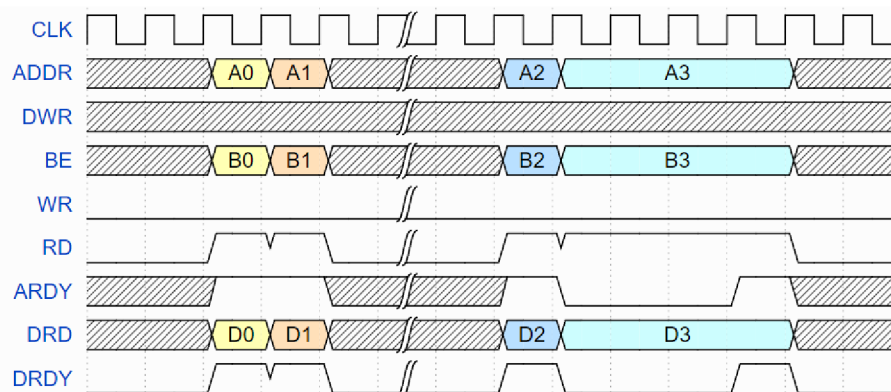 CLK
ADDR A0 A1 A2 A3
DWR
BE B0 B1 B2 B3
WR
RD
ARDY
DRD D0 D1 D2 D3
DRDY